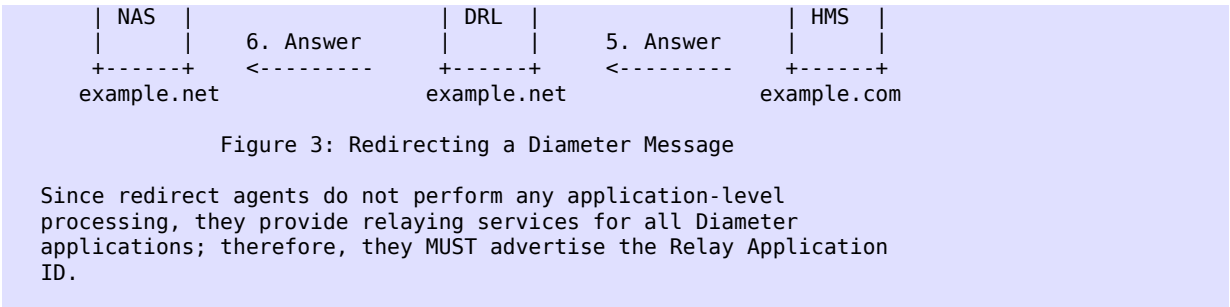 | NAS  |                    | DRL  |                    | HMS  |
|      |    6. Answer       |      |    5. Answer       |      |
+------+    <---------      +------+    <---------      +------+
example.net                 example.net                 example.com
Figure 3: Redirecting a Diameter Message
Since redirect agents do not perform any application-level
processing, they provide relaying services for all Diameter
applications; therefore, they MUST advertise the Relay Application
ID.